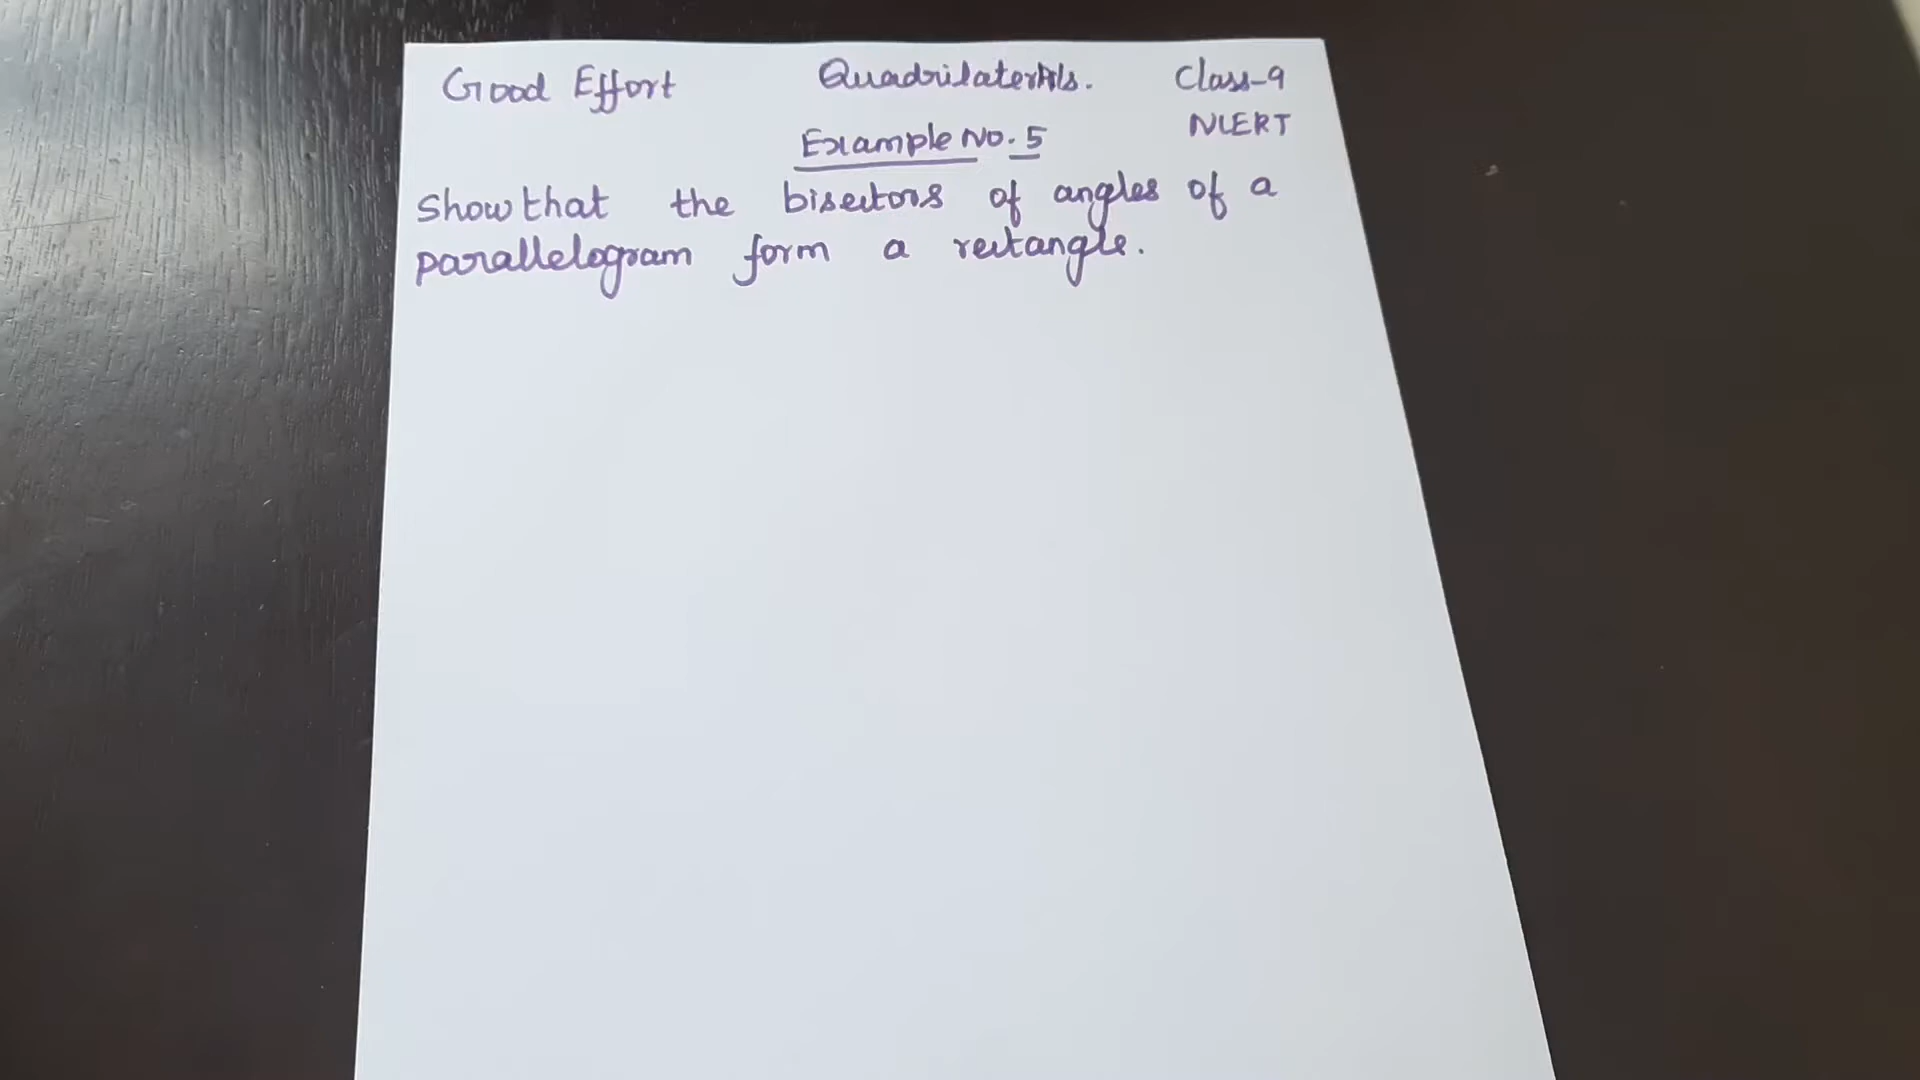 Good Effort Quadrilaterals. Class-9
NCERT
Example No. 5
Show that the bisectors of angles of a
parallelogram form a rectangle.